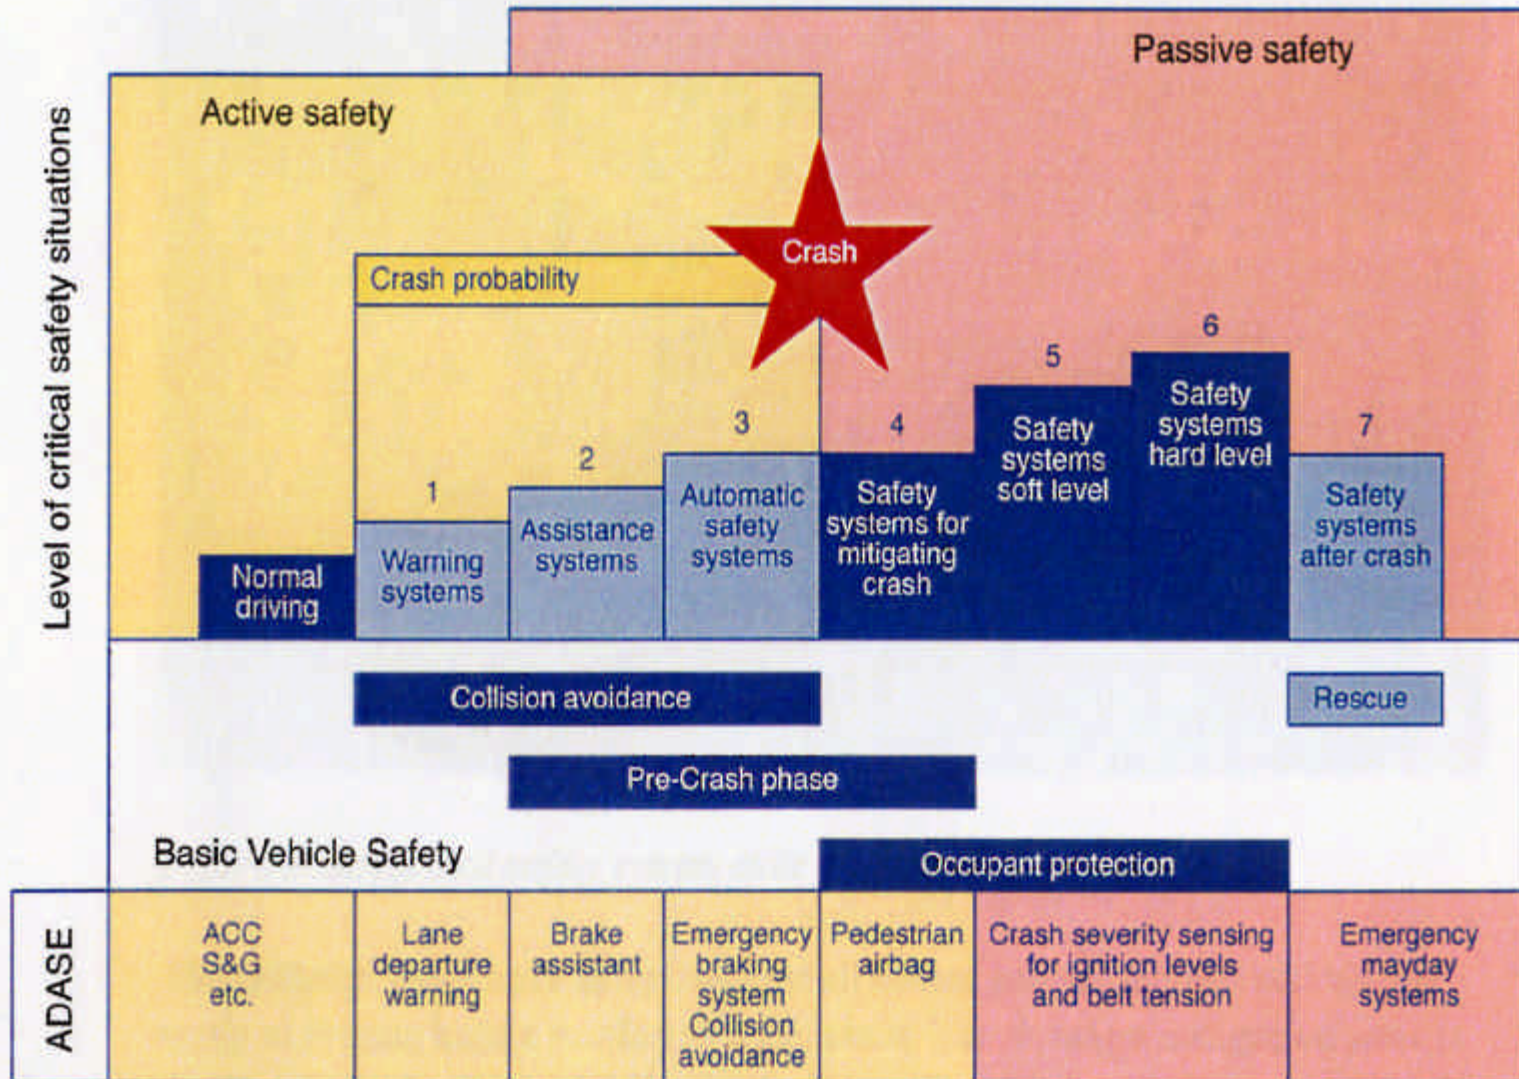 Passive safety
Active safety
Level of critical safety situations
Crash
Crash probability
1
2
3
4
5
6
7
Normal
driving
Warning
systems
Assistance
systems
Automatic
safety
systems
Safety
systems for
mitigating
crash
Safety
systems
soft level
Safety
systems
hard level
Safety
systems
after crash
Collision avoidance
Rescue
Pre-Crash phase
Basic Vehicle Safety
Occupant protection
ADASE
ACC
S&G
etc.
Lane
departure
warning
Brake
assistant
Emergency
braking
system
Collision
avoidance
Pedestrian
airbag
Crash severity sensing
for ignition levels
and belt tension
Emergency
mayday
systems